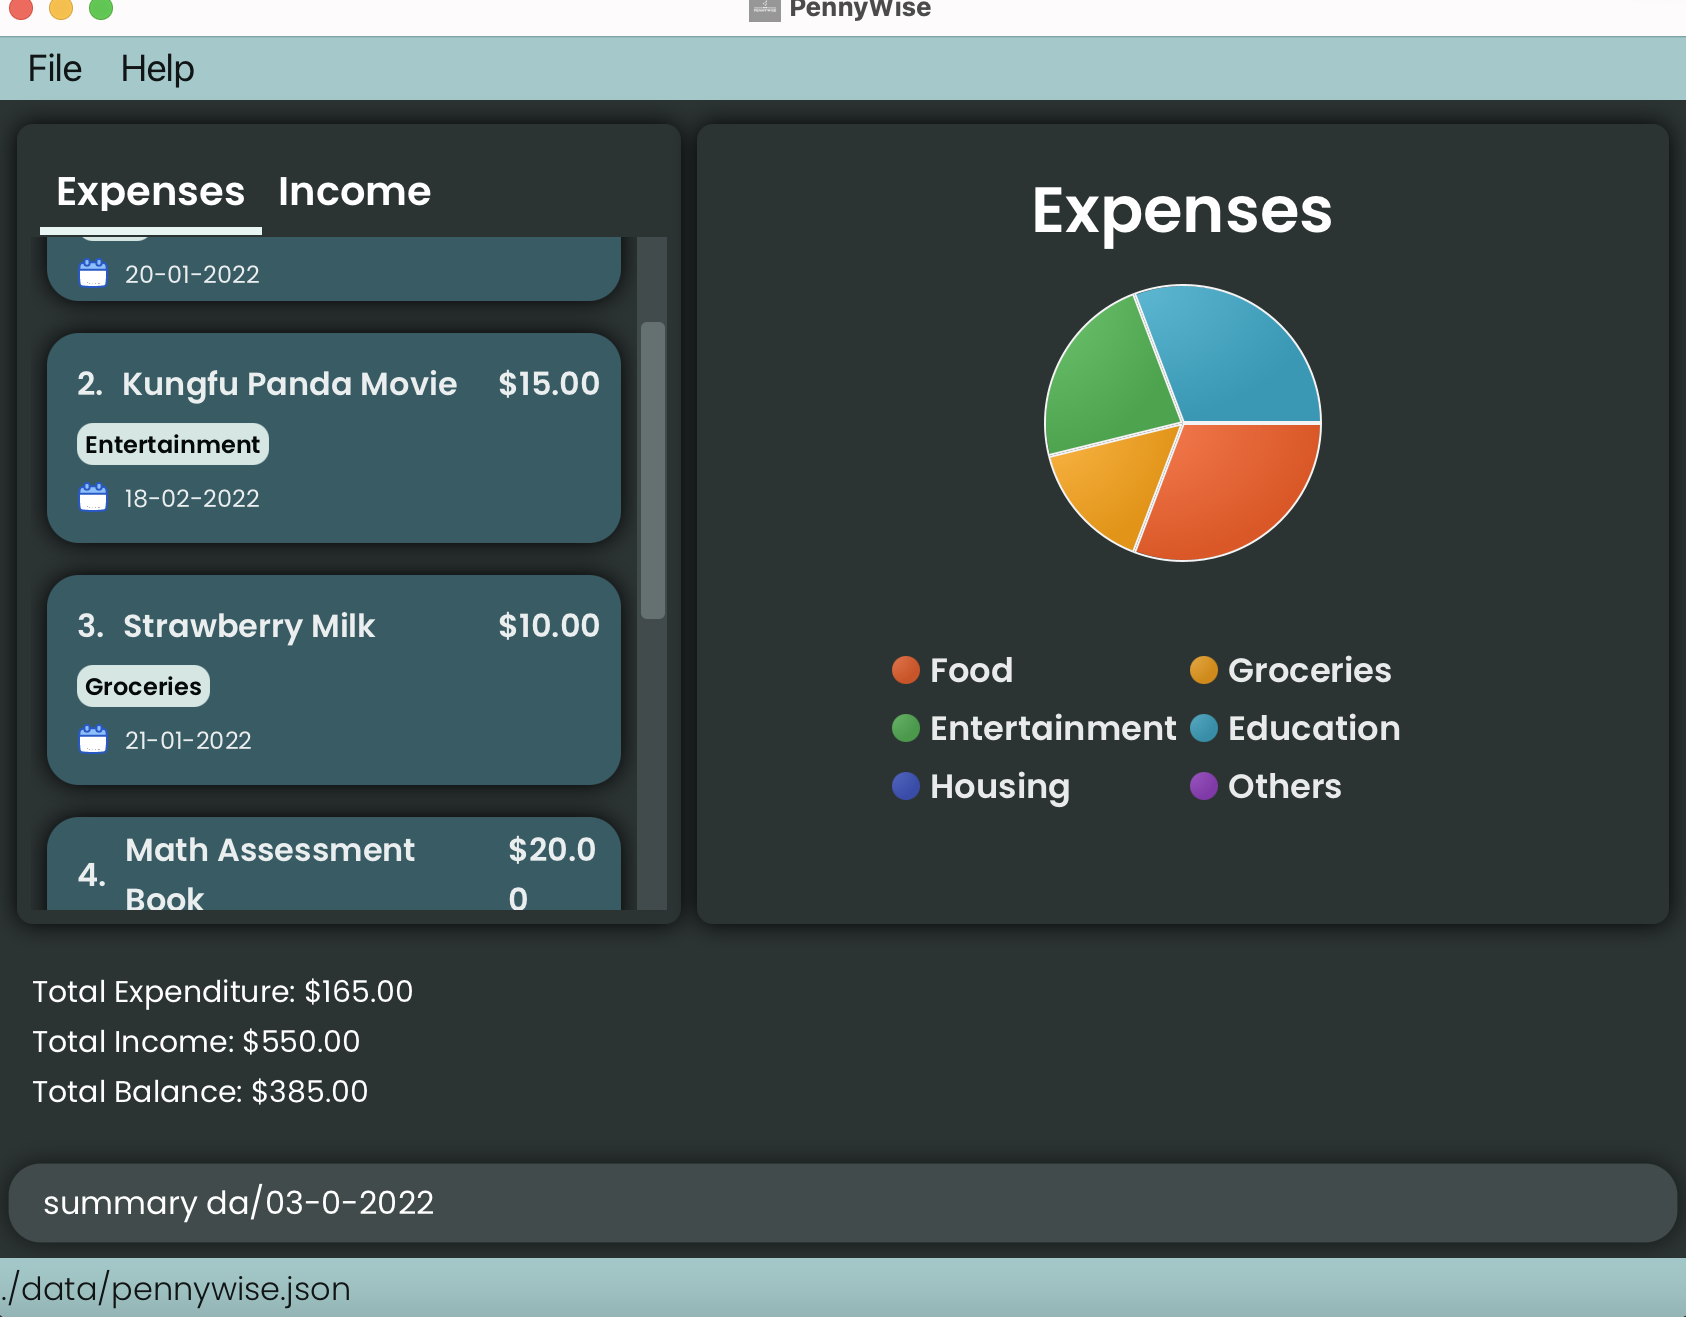 PennyWise
File Help
Expenses Income
20-01-2022
2. Kungfu Panda Movie $15.00
Entertainment
18-02-2022
3. Strawberry Milk $10.00
Groceries
21-01-2022
4. Math Assessment $20.0
Book 0
Expenses
Food Groceries
Entertainment Education
Housing Others
Total Expenditure: $165.00
Total Income: $550.00
Total Balance: $385.00
summary da/03-0-2022
./data/pennywise.json